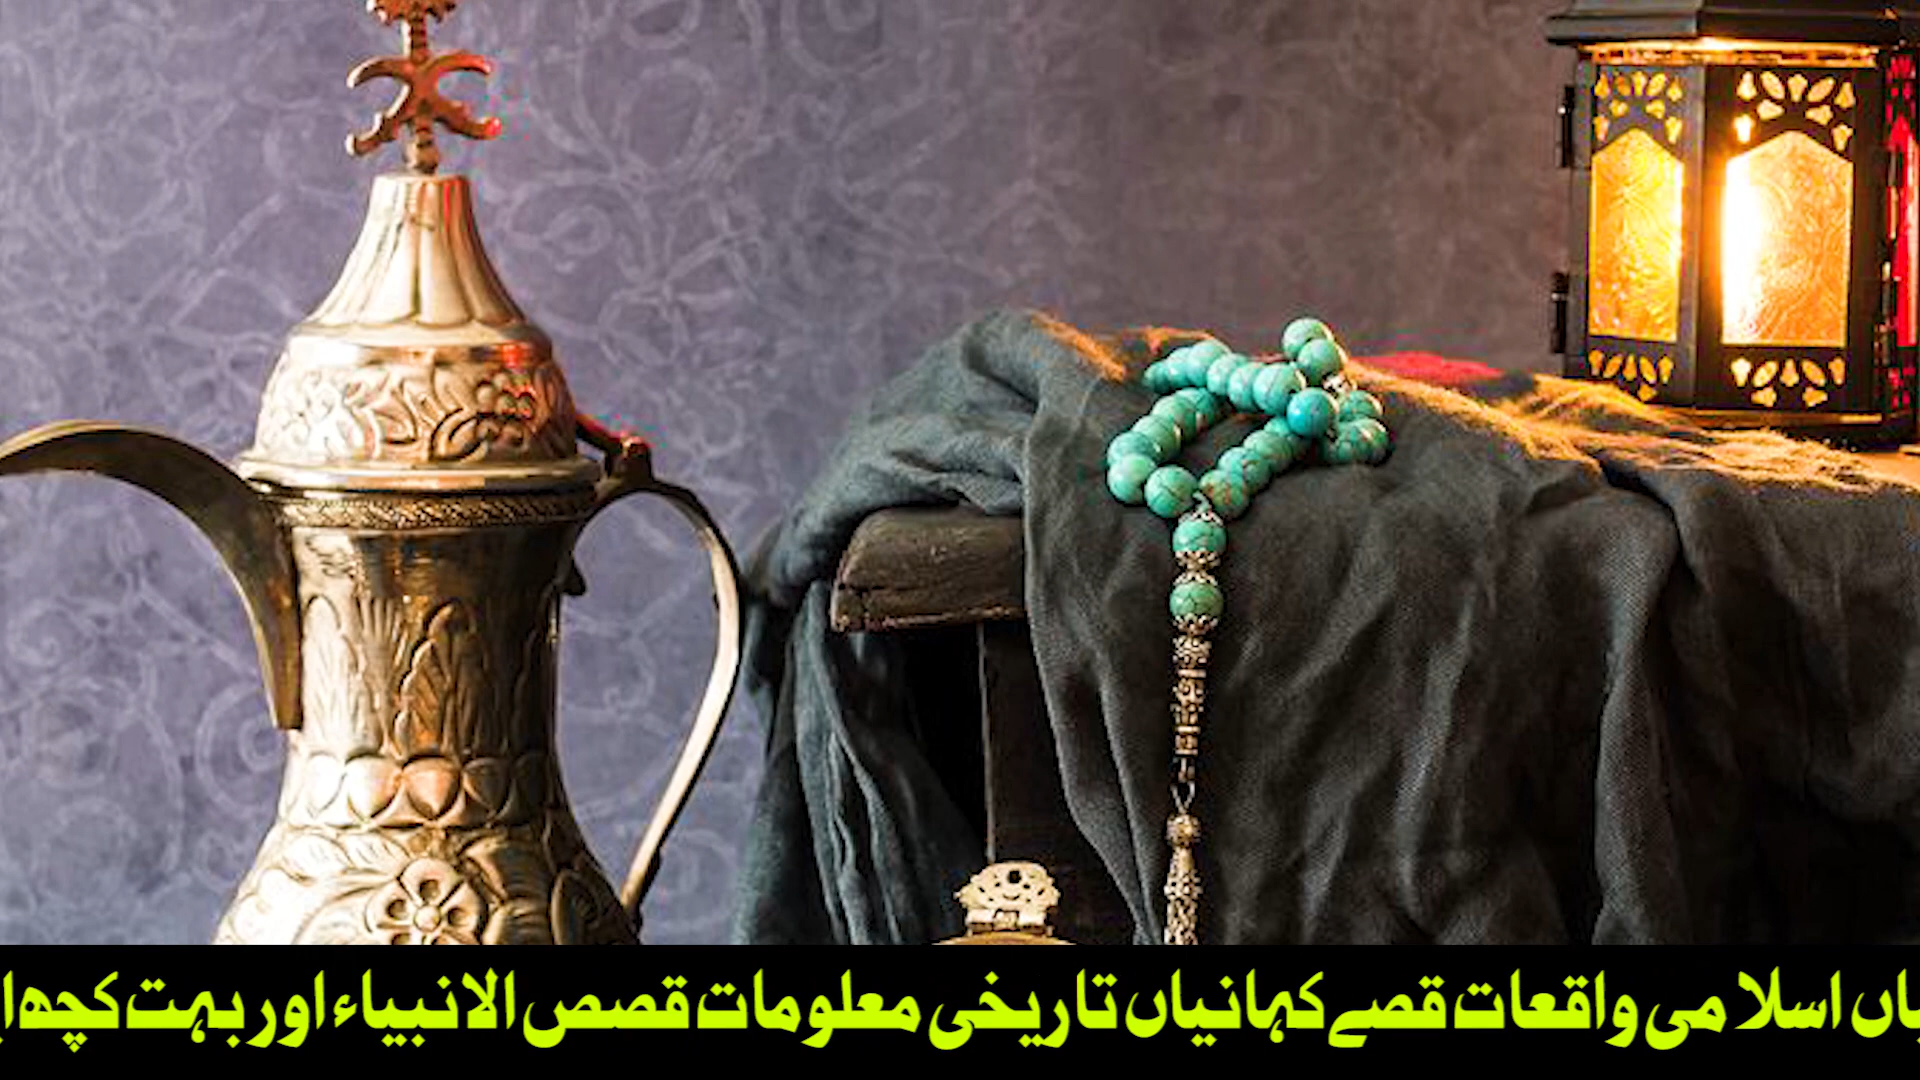 اسلامی واقعات قصے کہانیاں تاریخی معلومات قصص الانبیاء اور بہت کچھ